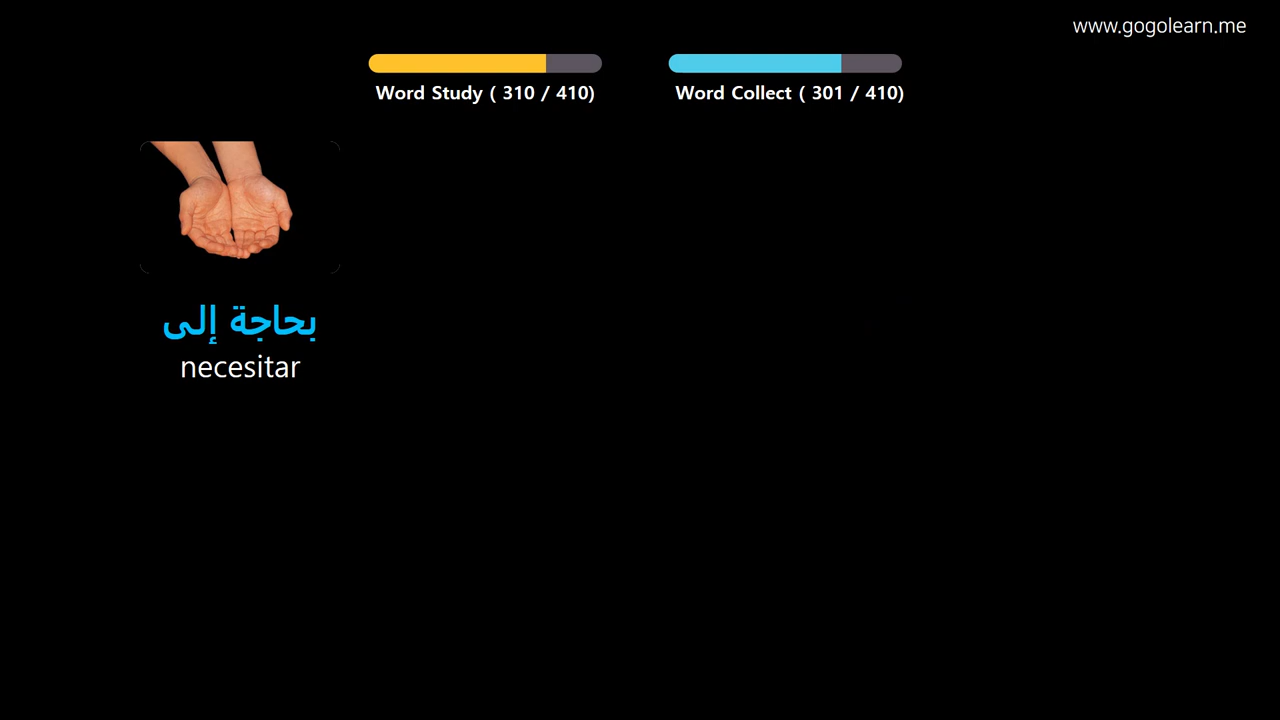 www.gogolearn.me
Word Study ( 310 / 410)
Word Collect ( 301 / 410)
بحاجة إلى
necesitar